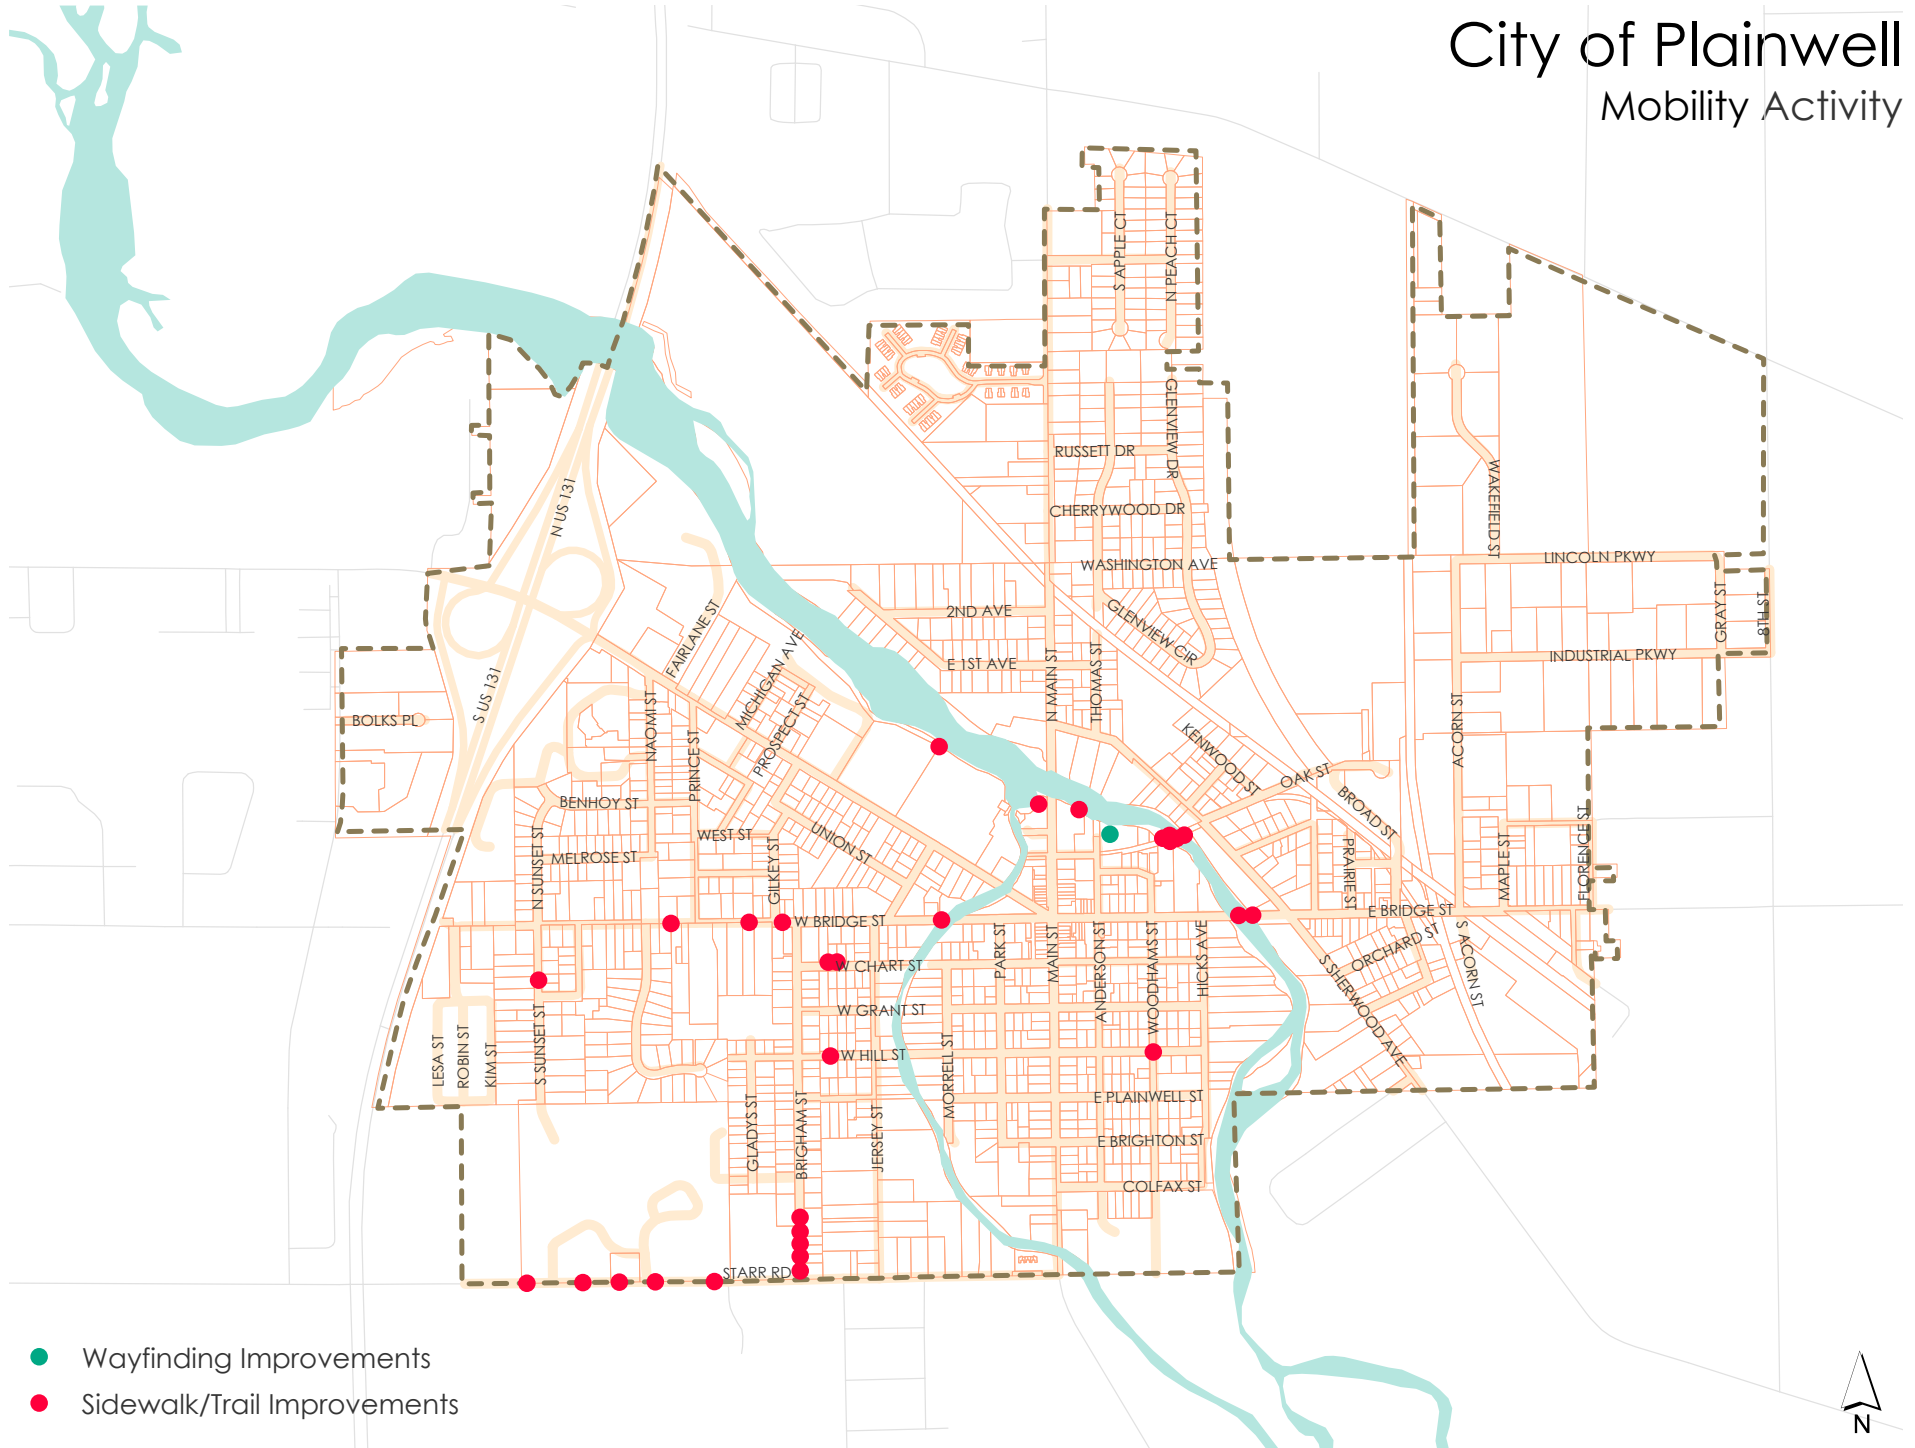 City of Plainwell
Mobility Activity
S APPLE CT
N PEACH CT
GLENVIEW DR
RUSSETT DR
CHERRYWOOD DR
WASHINGTON AVE
WAKEFIELD ST
LINCOLN PKWY
GRAY ST
18TH ST
INDUSTRIAL PKWY
N US 131
S US 131
2ND AVE
E 1ST AVE
GLENVIEW CIR
N MAIN ST
THOMAS ST
FAIRLANE ST
MICHIGAN AVE
PROSPECT ST
NAOMI ST
PRINCE ST
BOLKS PL
KENWOOD ST
OAK ST
BROAD ST
ACORN ST
BENHOY ST
WEST ST
UNION ST
MELROSE ST
GILKEY ST
N SUNSET ST
PRAIRIE ST
MAPLE ST
FLORENCE ST
W BRIDGE ST
E BRIDGE ST
ORCHARD ST
S ACORN ST
W CHART ST
PARK ST
MAIN ST
ANDERSON ST
WOODHAMS ST
HICKS AVE
S SHERWOOD AVE
W GRANT ST
W HILL ST
LESA ST
ROBIN ST
KIM ST
S SUNSET ST
MORRELL ST
E PLAINWELL ST
GLADYS ST
BRIGHAM ST
JERSEY ST
E BRIGHTON ST
COLFAX ST
STARR RD
Wayfinding Improvements
Sidewalk/Trail Improvements
N